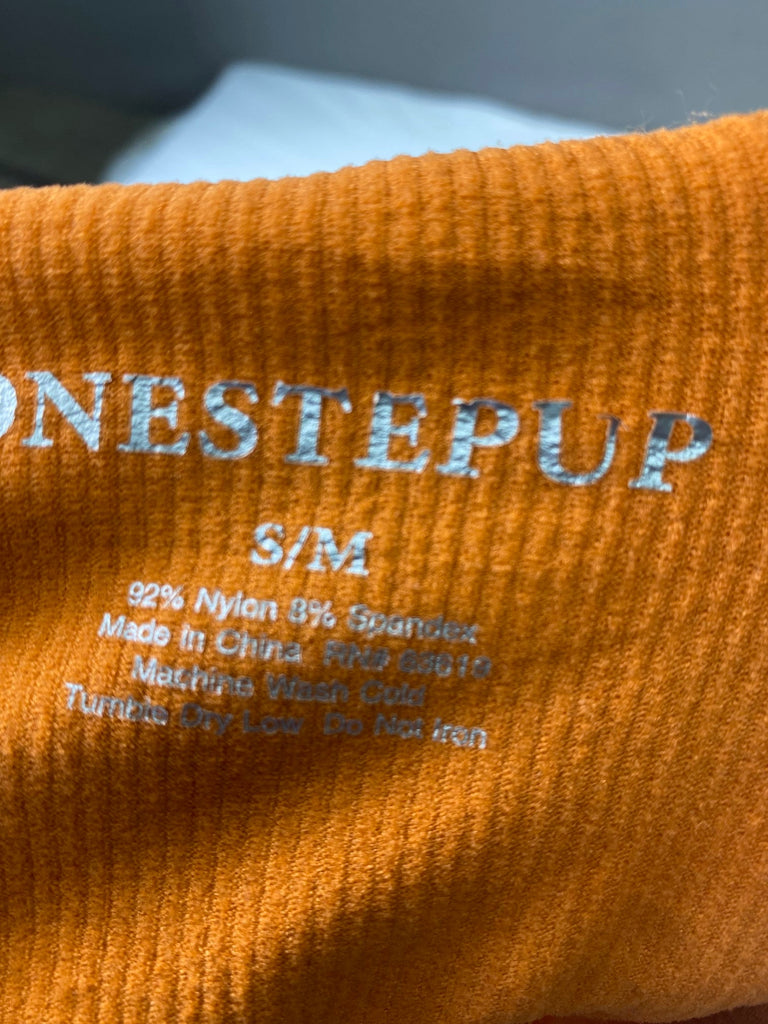 ONESTEPUP
S/M
92% Nylon 8% Spandex
Made in China RN#
Machine Wash Cold
Tumble Dry Low Do Not Iron